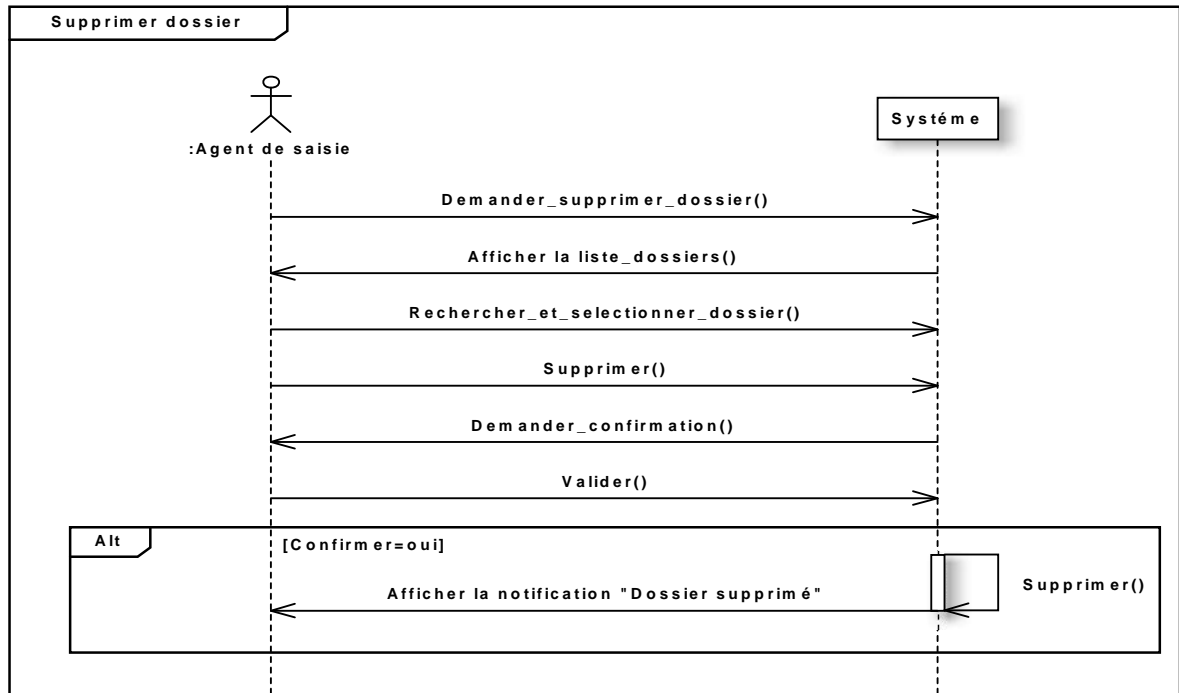 Supprimer dossier
:Agent de saisie
Systéme
Demander_supprimer_dossier()
Afficher la liste_dossiers()
Rechercher_et_selectionner_dossier()
Supprimer()
Demander_confirmation()
Valider()
Alt
[Confirmer=oui]
Supprimer()
Afficher la notification "Dossier supprimé"